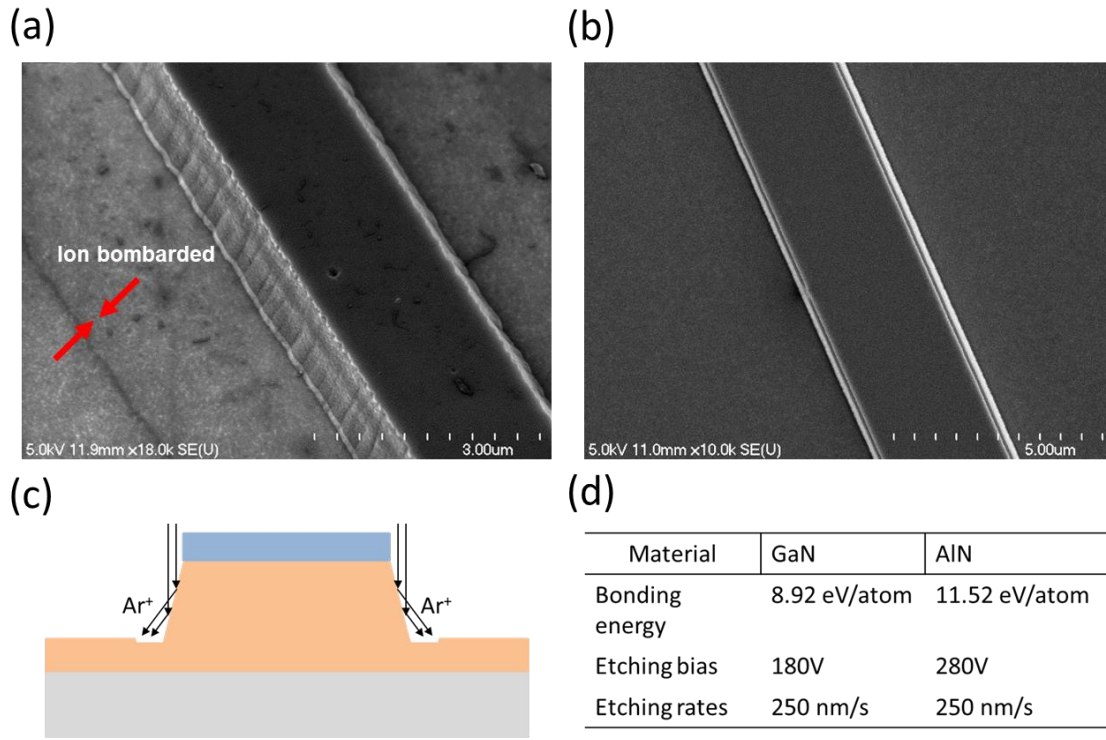 (a)
(b)
Ion bombarded
5.0kV 11.9mm x18.0k SE(U)
3.00um
5.0kV 11.0mm x10.0k SE(U)
5.00um
(c)
(d)
Ar+
Ar+
Material GaN AlN
Bonding 8.92 eV/atom 11.52 eV/atom
energy
Etching bias 180V 280V
Etching rates 250 nm/s 250 nm/s